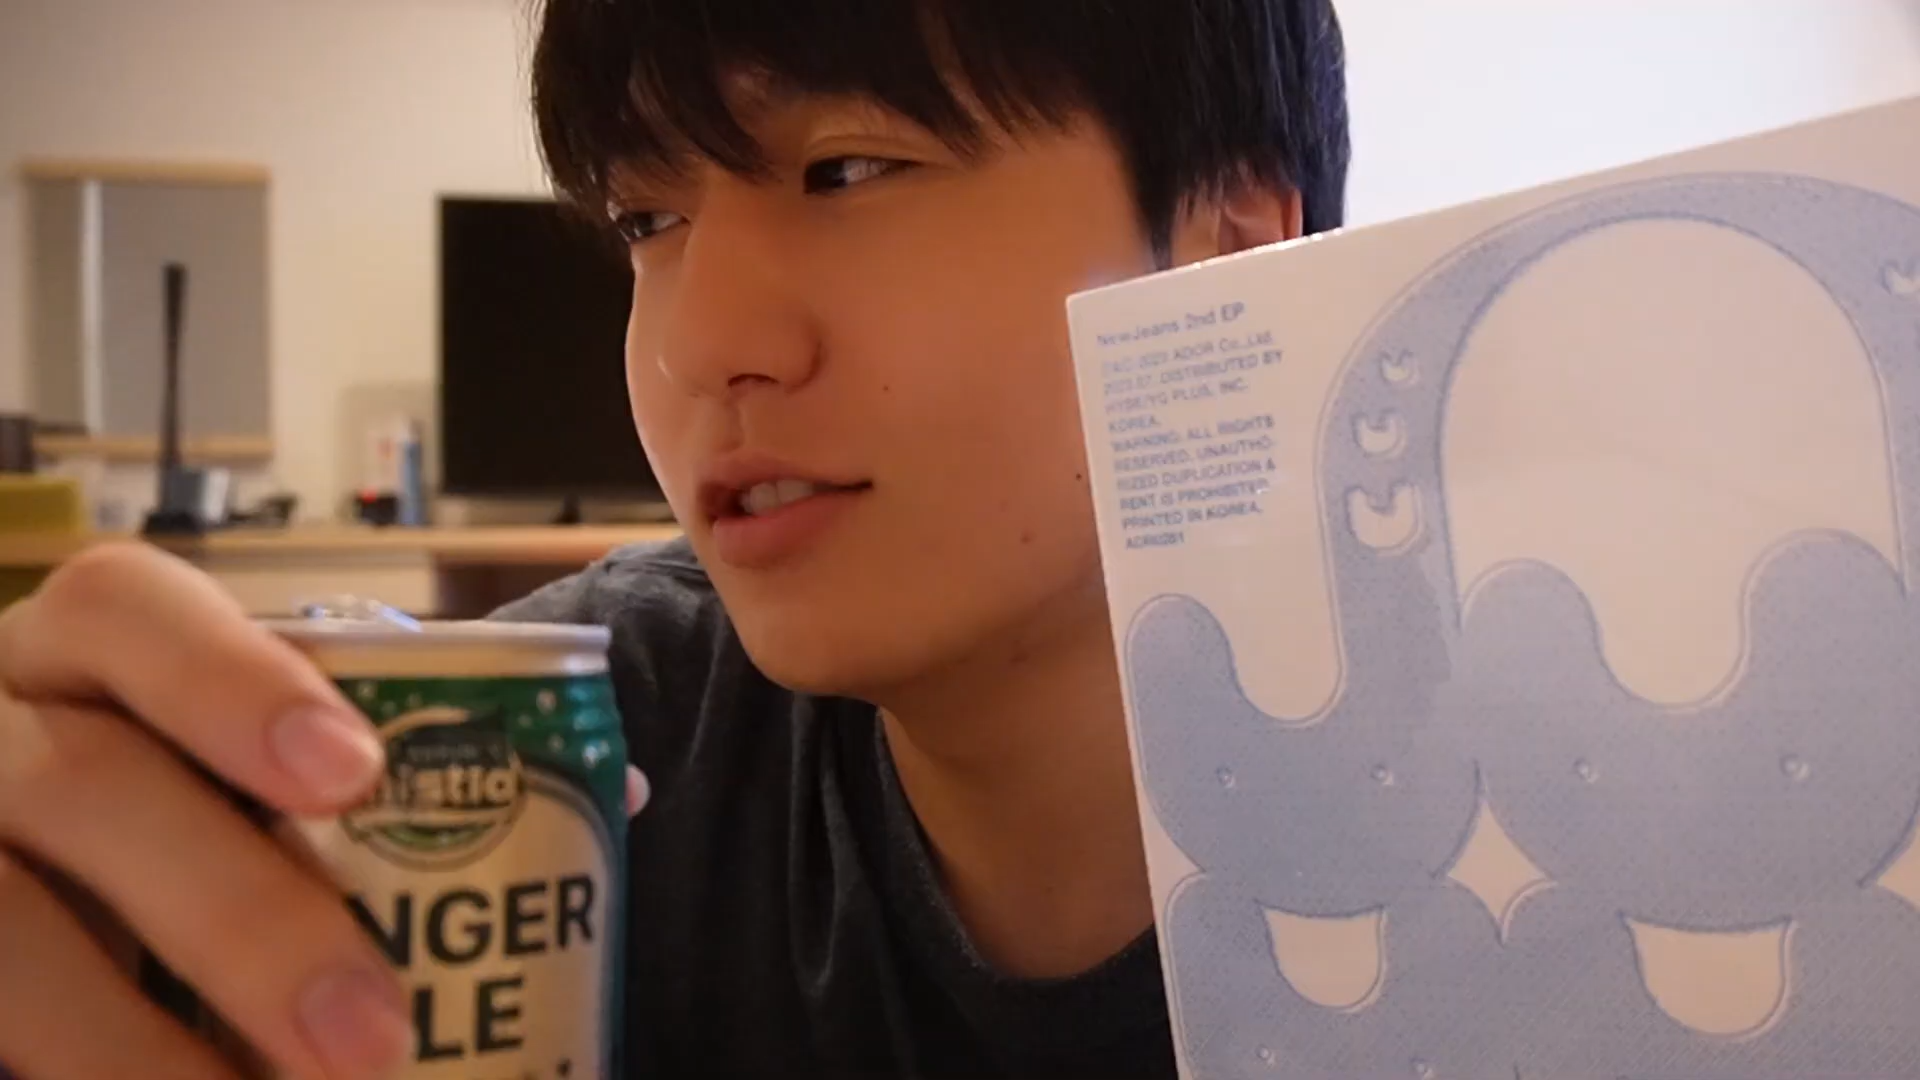 NewJeans 2nd EP
2023 ADOR Co., Ltd.
2023.07. DISTRIBUTED BY
YG PLUS, INC.
KOREA.
WARNING: ALL RIGHTS
RESERVED. UNAUTHO-
RIZED DUPLICATION &
RENT IS PROHIBITED.
PRINTED IN KOREA.
NGER
LE